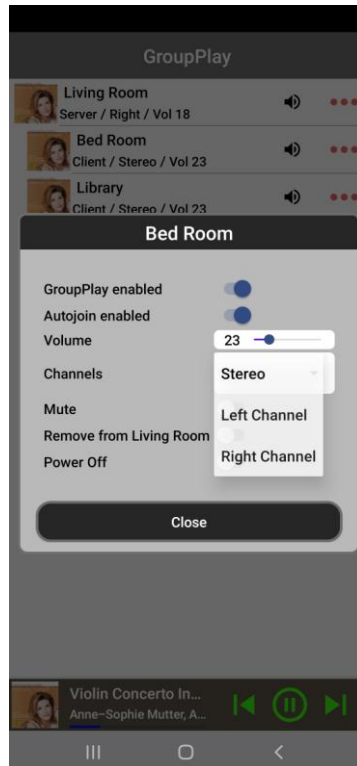 GroupPlay
Living Room
Server / Right / Vol 18
Bed Room
Client / Stereo / Vol 23
Library
Client / Stereo / Vol 23
Bed Room
GroupPlay enabled
Autojoin enabled
Volume 23
Channels Stereo
Left Channel
Mute
Remove from Living Room
Right Channel
Power Off
Close
Violin Concerto In...
Anne-Sophie Mutter, A...